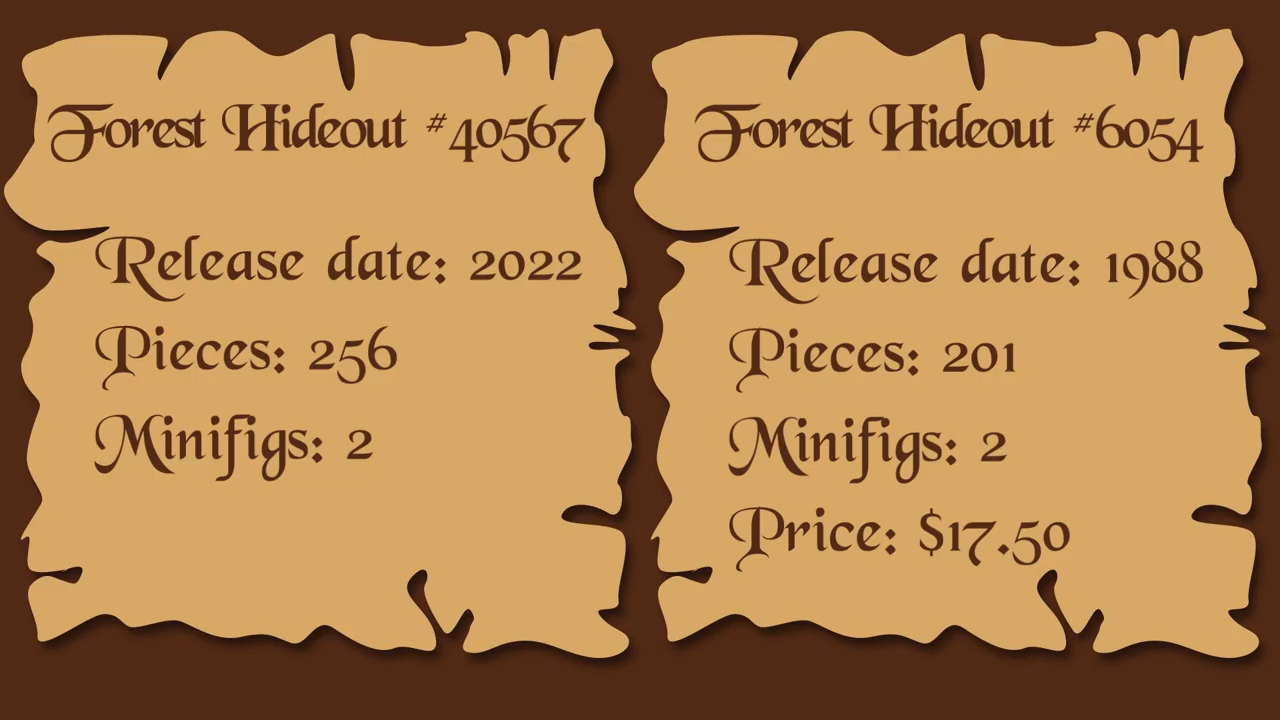 Forest Hideout #40567
Release date: 2022
Pieces: 256
Minifigs: 2
Forest Hideout #6054
Release date: 1988
Pieces: 201
Minifigs: 2
Price: $17.50